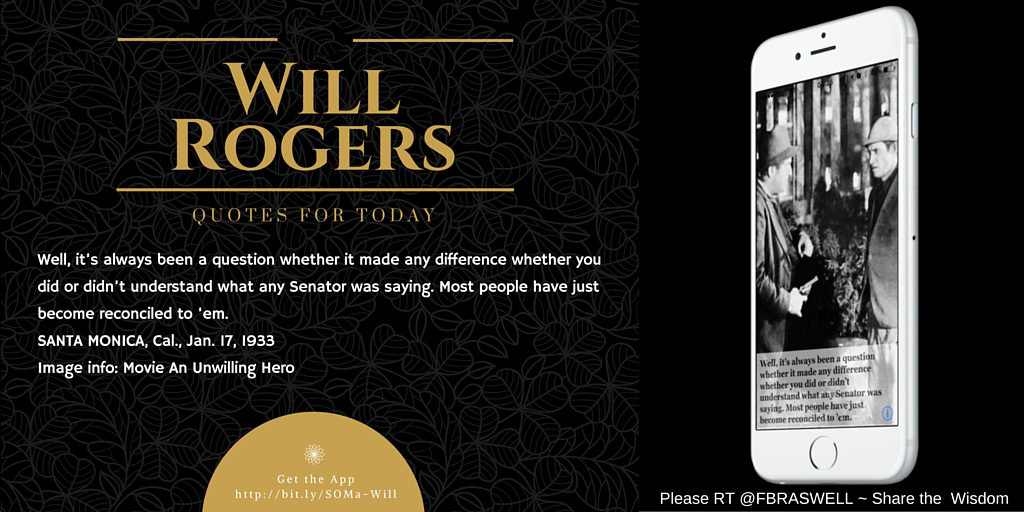 WILL
ROGERS
QUOTES FOR TODAY
Well, it's always been a question whether it made any difference whether you
did or didn't understand what any Senator was saying. Most people have just
become reconciled to 'em.
SANTA MONICA, Cal., Jan. 17, 1933
Image info: Movie An Unwilling Hero
Get the App
http://bit.ly/SOMa-Will
Well, it's always been a question
whether it made any difference
whether you did or didn't
understand what any Senator was
saying. Most people have just
become reconciled to 'em.
i
Please RT @FBRASWELL ~ Share the Wisdom